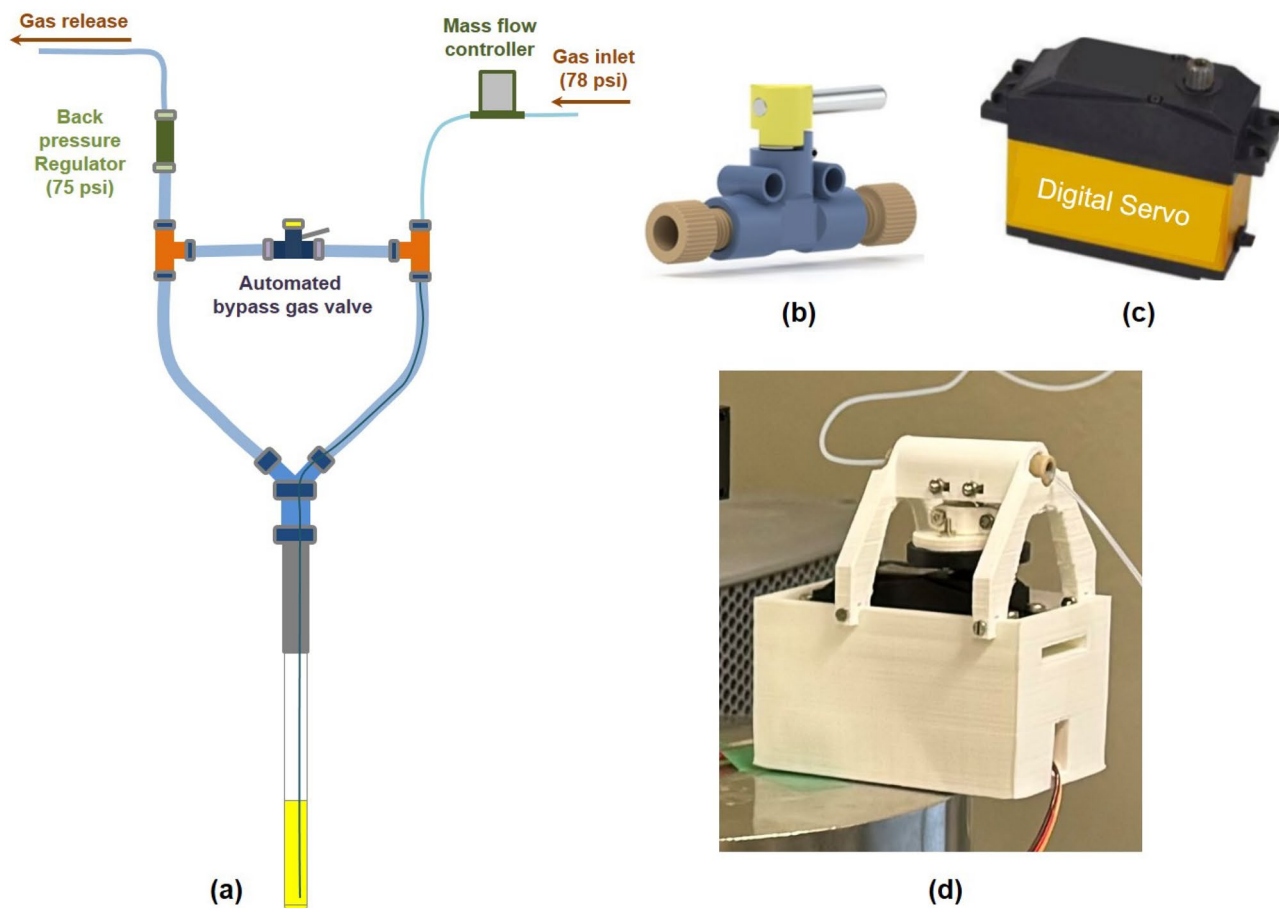 Gas release
Mass flow
controller
Gas inlet
(78 psi)
Back
pressure
Regulator
(75 psi)
Automated
bypass gas valve
(a)
(b)
Digital Servo
(c)
(d)